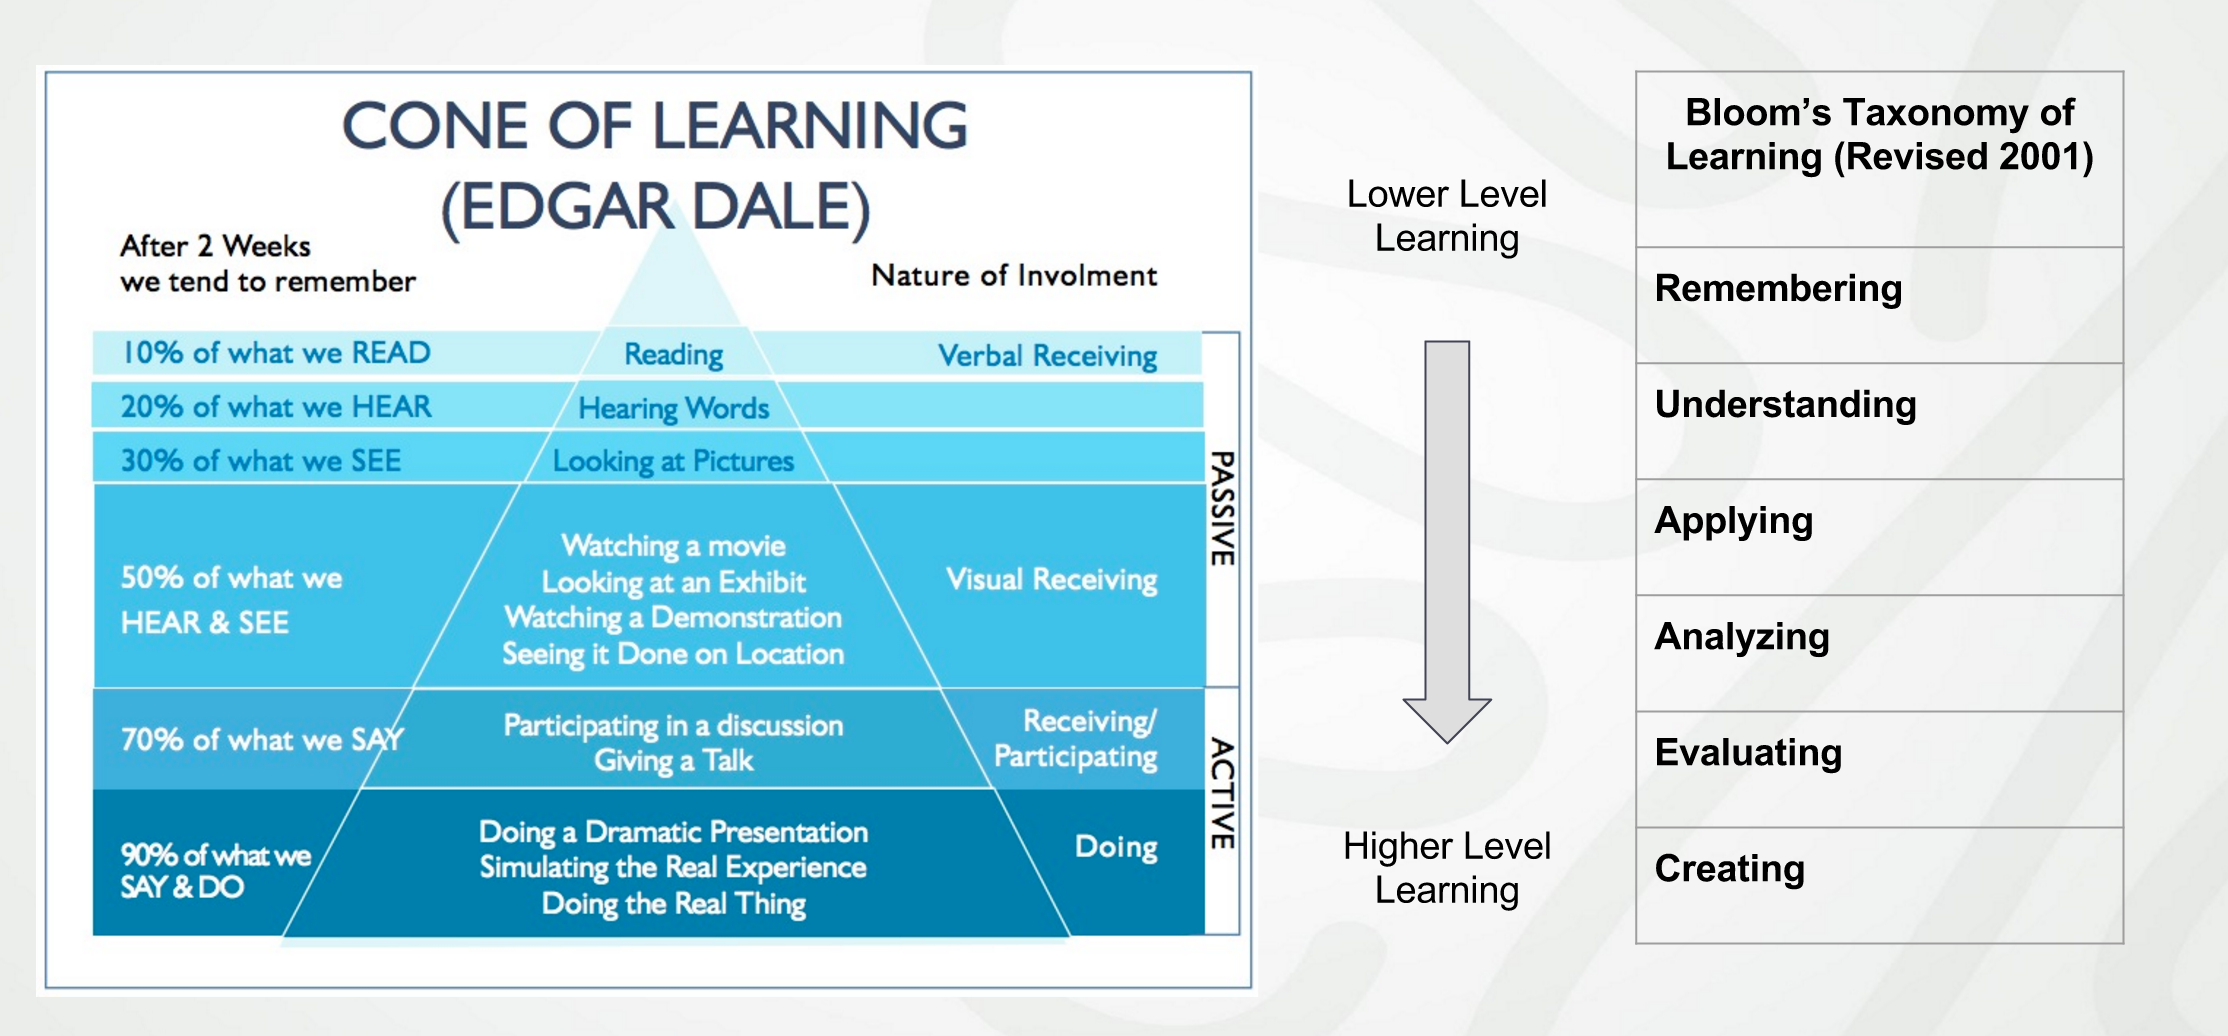 CONE OF LEARNING
(EDGAR DALE)
After 2 Weeks
we tend to remember
Nature of Involment
10% of what we READ
Reading
Verbal Receiving
20% of what we HEAR
Hearing Words
30% of what we SEE
Looking at Pictures
50% of what we
HEAR & SEE
Watching a movie
Looking at an Exhibit
Watching a Demonstration
Seeing it Done on Location
Visual Receiving
PASSIVE
70% of what we SAY
Participating in a discussion
Giving a Talk
Receiving/
Participating
90% of what we
SAY & DO
Doing a Dramatic Presentation
Simulating the Real Experience
Doing the Real Thing
Doing
ACTIVE
Lower Level
Learning
Higher Level
Learning
Bloom’s Taxonomy of
Learning (Revised 2001)
Remembering
Understanding
Applying
Analyzing
Evaluating
Creating